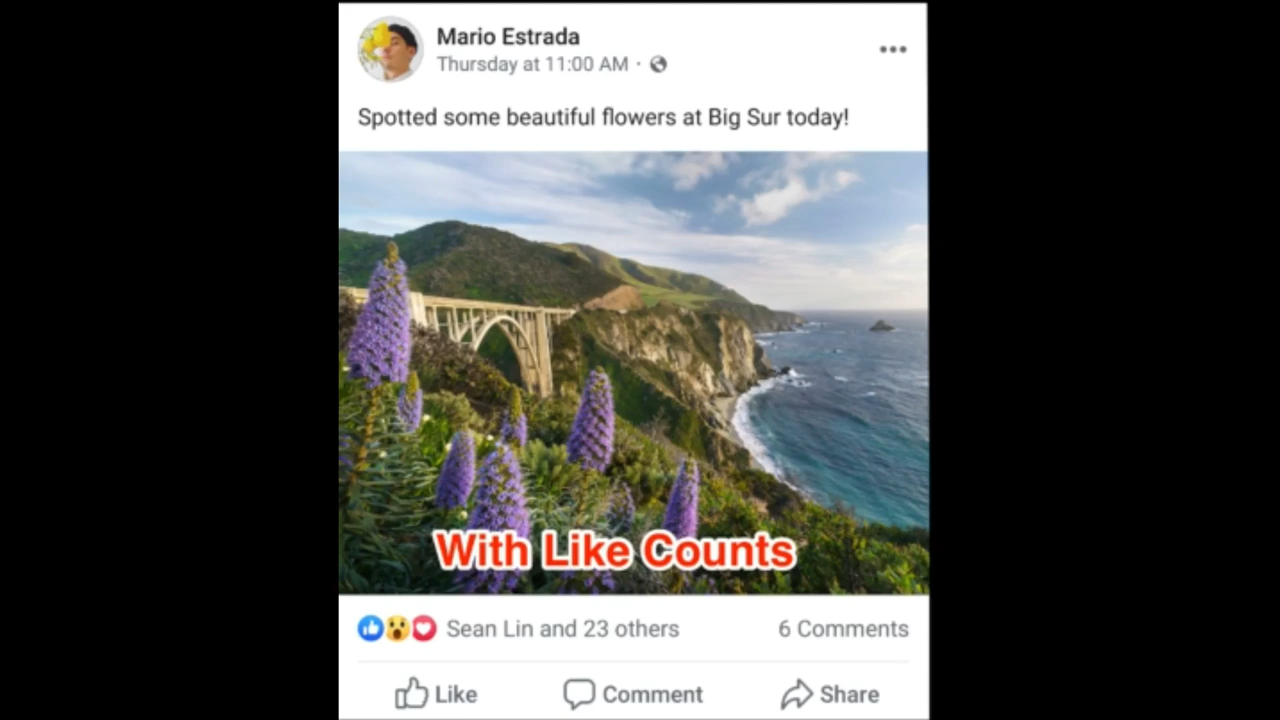 Mario Estrada
Thursday at 11:00 AM ·
Spotted some beautiful flowers at Big Sur today!
With Like Counts
Sean Lin and 23 others 6 Comments
Like Comment Share